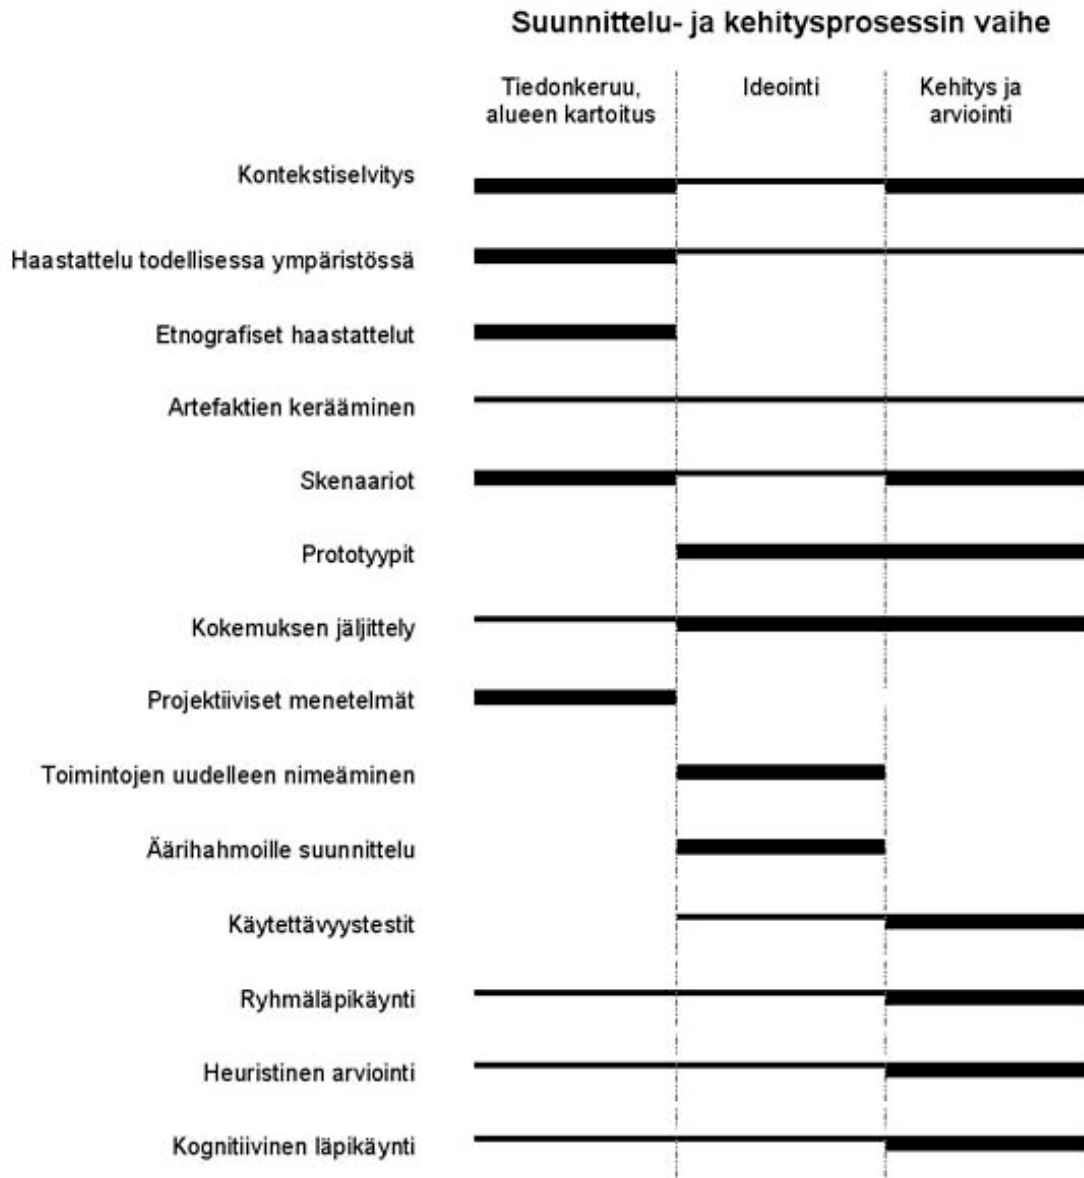 Suunnittelu- ja kehitysprosessin vaihe
Tiedonkeruu,
alueen kartoitus
Ideointi
Kehitys ja
arviointi
Kontekstiselvitys
Haastattelu todellisessa ympäristössä
Etnografiset haastattelut
Artefaktien kerääminen
Skenaariot
Prototyypit
Kokemuksen jäljittely
Projektiiviset menetelmät
Toimintojen uudelleen nimeäminen
Äärihahmoille suunnittelu
Käytettävyystestit
Ryhmäläpikäynti
Heuristinen arviointi
Kognitiivinen läpikäynti